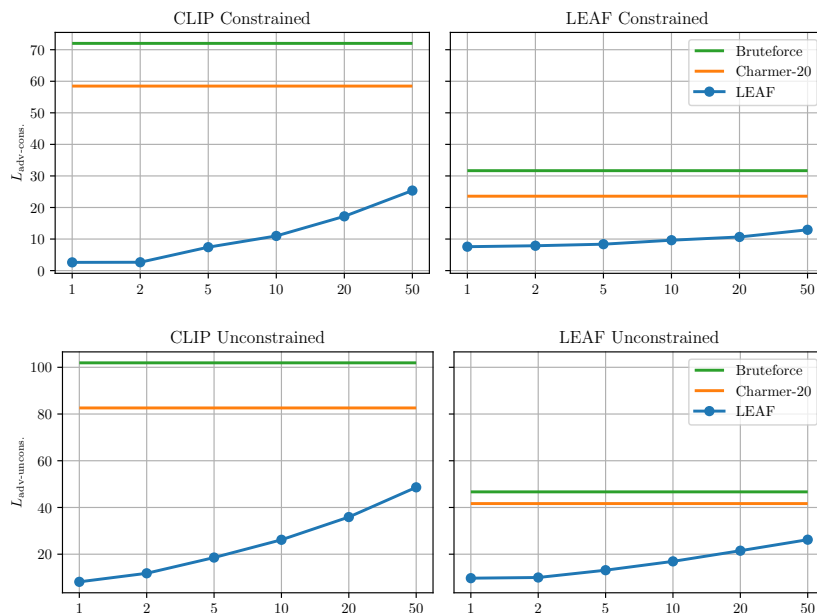 CLIP Constrained
LEAF Constrained
70
60
50
40
30
20
10
0
L_adv-cons.
1 2 5 10 20 50
1 2 5 10 20 50
Bruteforce
Charmer-20
LEAF
CLIP Unconstrained
LEAF Unconstrained
100
80
60
40
20
L_adv-uncons.
1 2 5 10 20 50
1 2 5 10 20 50
Bruteforce
Charmer-20
LEAF